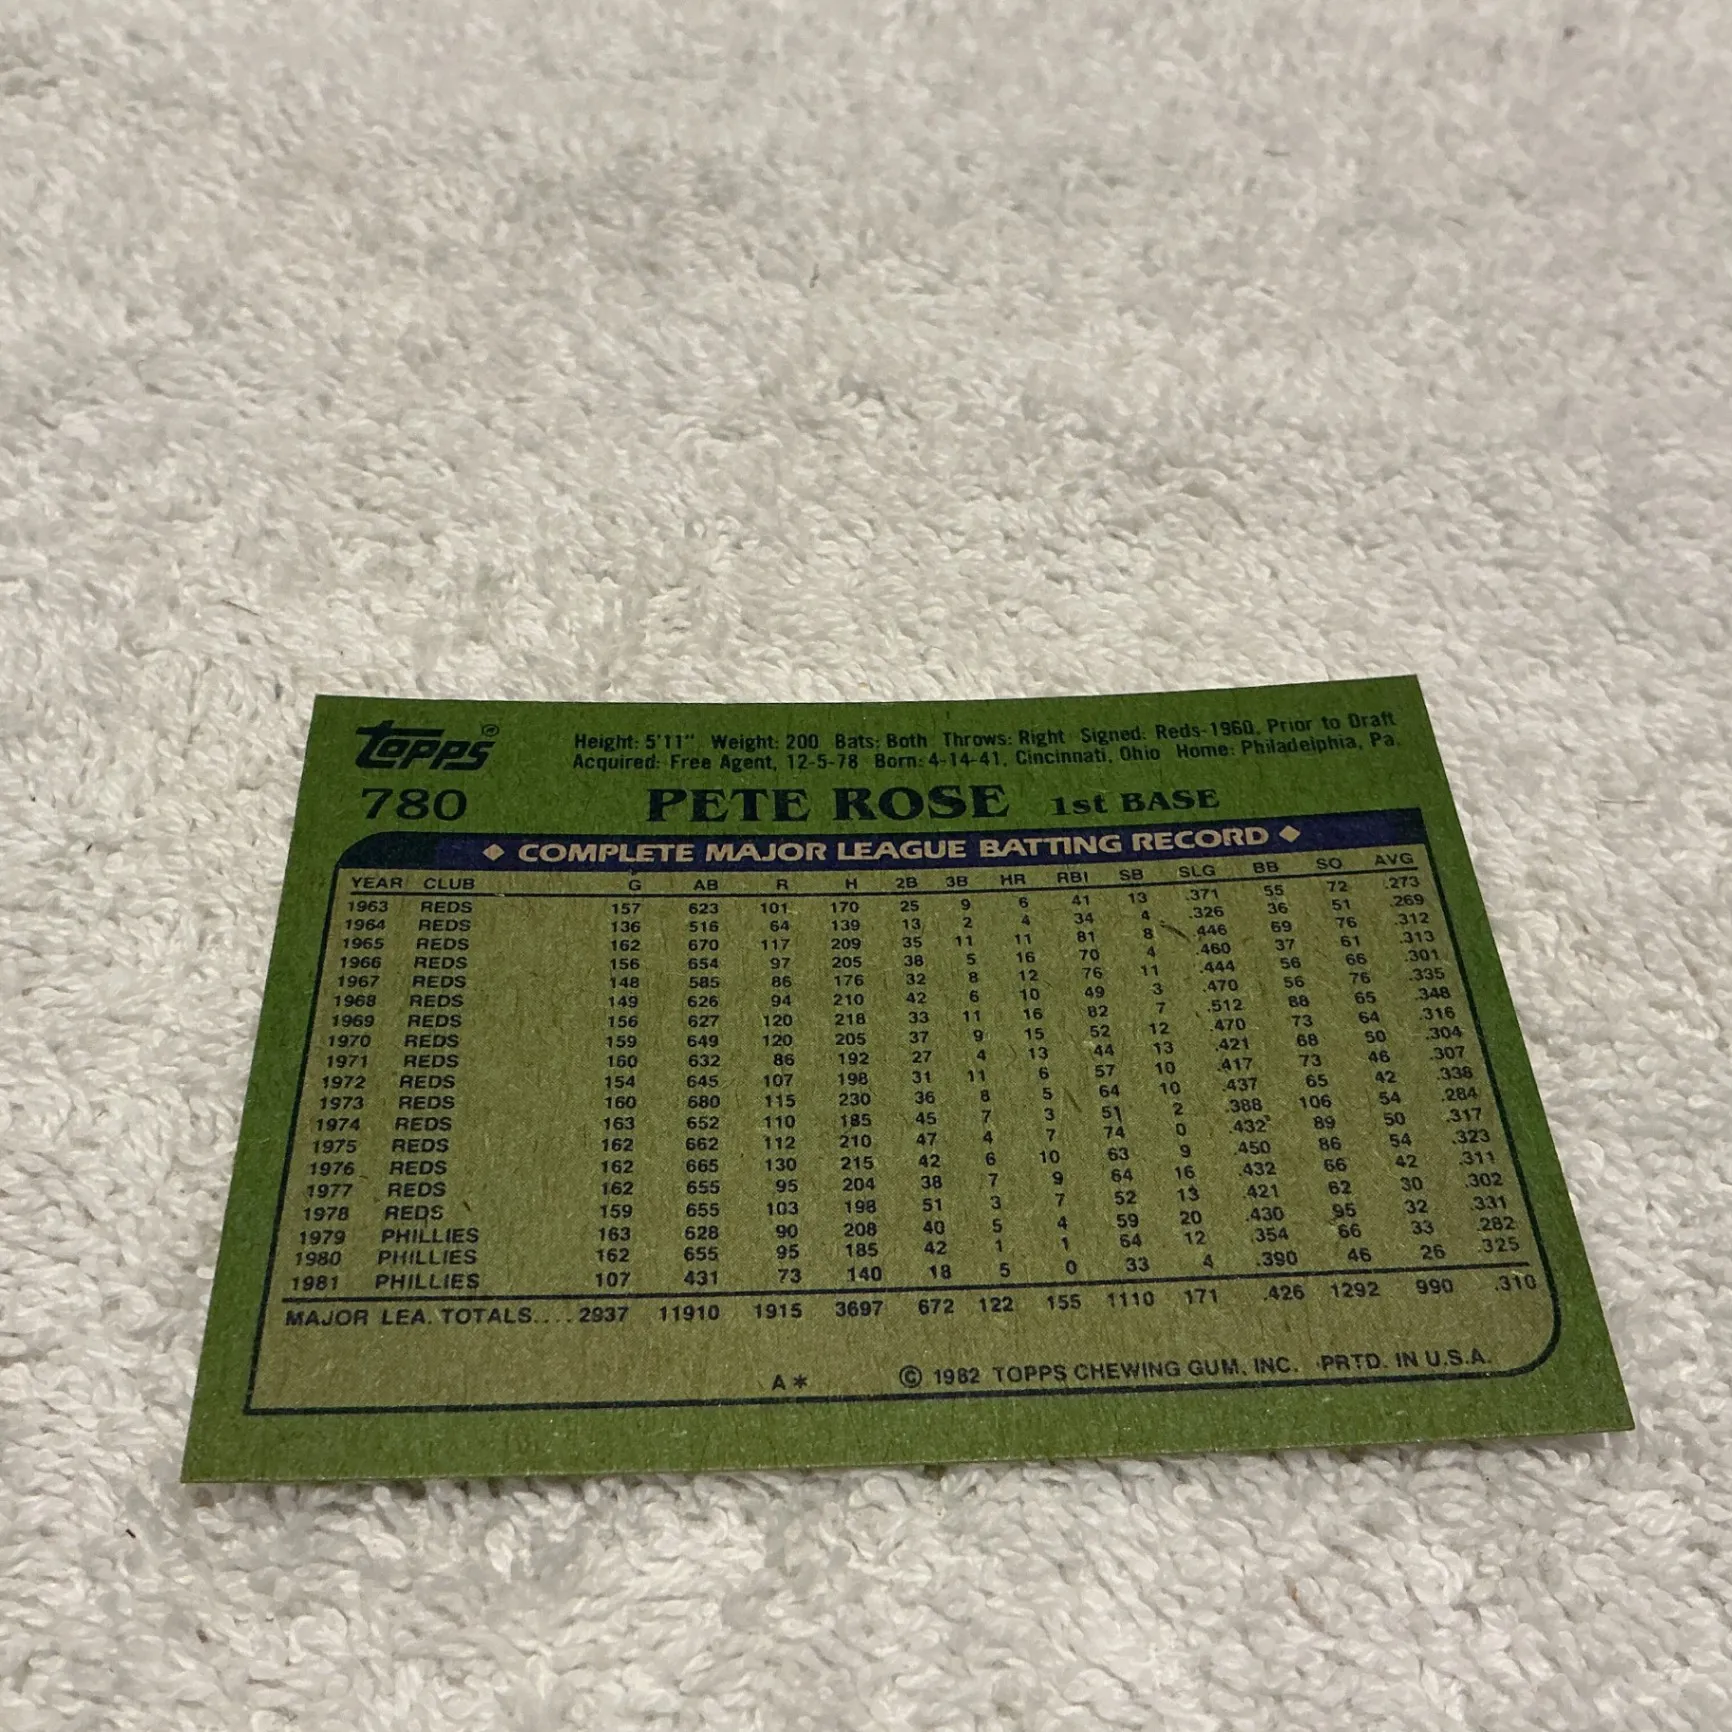 topps®
Height: 5'11" Weight: 200 Bats: Both Throws: Right Signed: Reds-1960, Prior to Draft
Acquired: Free Agent, 12-5-78 Born: 4-14-41, Cincinnati, Ohio Home: Philadelphia, Pa.
780 PETE ROSE 1st BASE
◆ COMPLETE MAJOR LEAGUE BATTING RECORD ◆
YEAR CLUB G AB R H 2B 3B HR RBI SB SLG BB SO AVG
1963 REDS 157 623 101 170 25 9 6 41 13 .371 55 72 .273
1964 REDS 136 516 64 139 13 2 4 34 4 .326 36 51 .269
1965 REDS 162 670 117 209 35 11 11 81 8 .446 69 76 .312
1966 REDS 156 654 97 205 38 5 16 70 4 .460 37 61 .313
1967 REDS 148 585 86 176 32 8 12 76 11 .444 56 66 .301
1968 REDS 149 626 94 210 42 6 10 49 3 .470 56 76 .335
1969 REDS 156 627 120 218 33 11 16 82 7 .512 88 65 .348
1970 REDS 159 649 120 205 37 9 15 52 12 .470 73 64 .316
1971 REDS 160 632 86 192 27 4 13 44 13 .421 68 50 .304
1972 REDS 154 645 107 198 31 11 6 57 10 .417 73 46 .307
1973 REDS 160 680 115 230 36 8 5 64 10 .437 65 42 .338
1974 REDS 163 652 110 185 45 7 3 51 2 .388 106 54 .284
1975 REDS 162 662 112 210 47 4 7 74 0 .432 89 50 .317
1976 REDS 162 665 130 215 42 6 10 63 9 .450 86 54 .323
1977 REDS 162 655 95 204 38 7 9 64 16 .432 66 42 .311
1978 REDS 159 655 103 198 51 3 7 52 13 .421 62 30 .302
1979 PHILLIES 163 628 90 208 40 5 4 59 20 .430 95 32 .331
1980 PHILLIES 162 655 95 185 42 1 1 64 12 .354 66 33 .282
1981 PHILLIES 107 431 73 140 18 5 0 33 4 .390 46 26 .325
MAJOR LEA. TOTALS.... 2937 11910 1915 3697 672 122 155 1110 171 .426 1292 990 .310
A* © 1982 TOPPS CHEWING GUM, INC. PRTD. IN U.S.A.